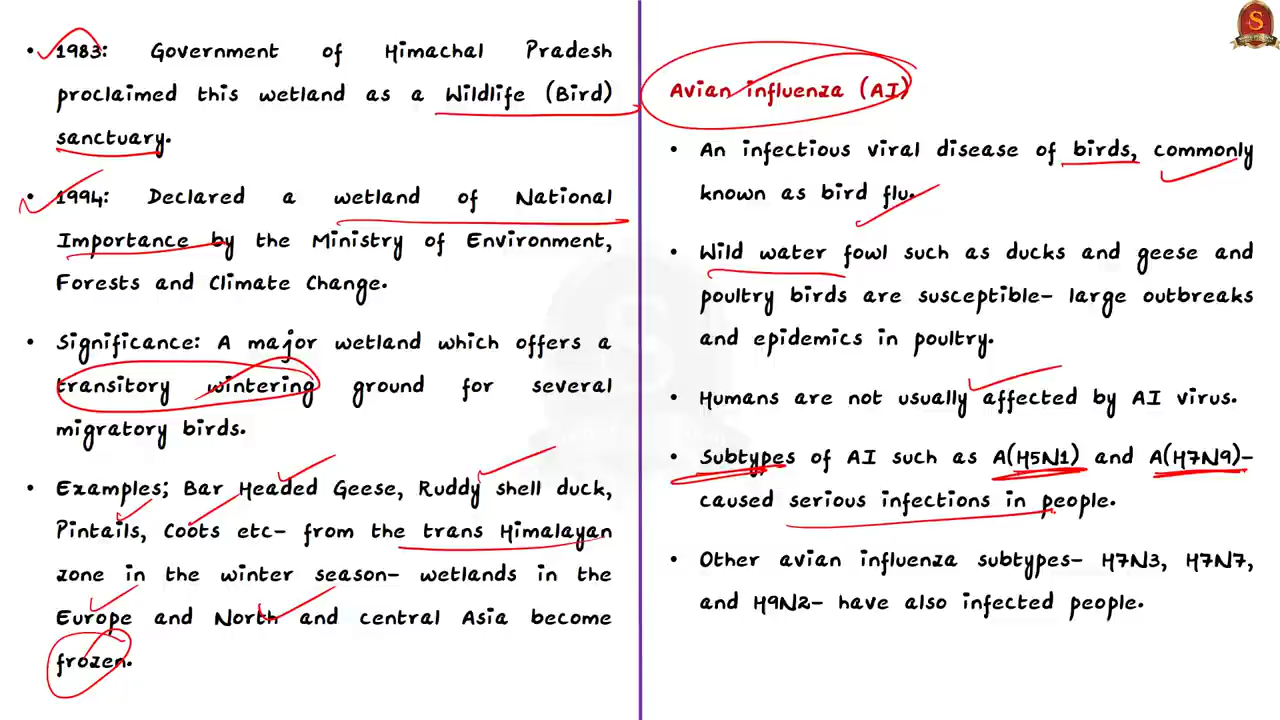 • 1983: Government of Himachal Pradesh
proclaimed this wetland as a Wildlife (Bird)
sanctuary.
• 1994: Declared a wetland of National
Importance by the Ministry of Environment,
Forests and Climate Change.
• Significance: A major wetland which offers a
transitory wintering ground for several
migratory birds.
• Examples; Bar Headed Geese, Ruddy shell duck,
Pintails, Coots etc- from the trans Himalayan
zone in the winter season- wetlands in the
Europe and North and central Asia become
frozen.
Avian influenza (AI)
• An infectious viral disease of birds, commonly
known as bird flu.
• Wild water fowl such as ducks and geese and
poultry birds are susceptible- large outbreaks
and epidemics in poultry.
• Humans are not usually affected by AI virus.
• Subtypes of AI such as A(H5N1) and A(H7N9)-
caused serious infections in people.
• Other avian influenza subtypes- H7N3, H7N7,
and H9N2- have also infected people.